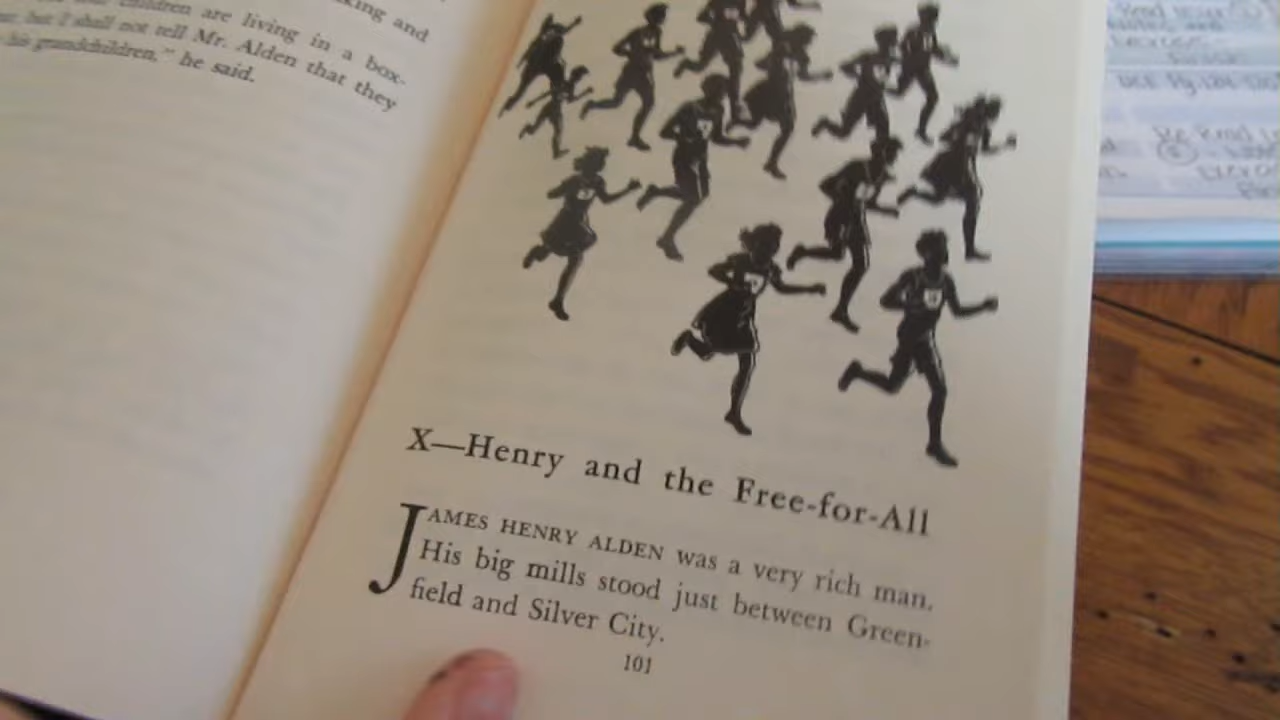 king and
children are living in a box-
but I shall not tell Mr. Alden that they
his grandchildren," he said.
X—Henry and the Free-for-All
JAMES HENRY ALDEN was a very rich man.
His big mills stood just between Green-
field and Silver City.
101